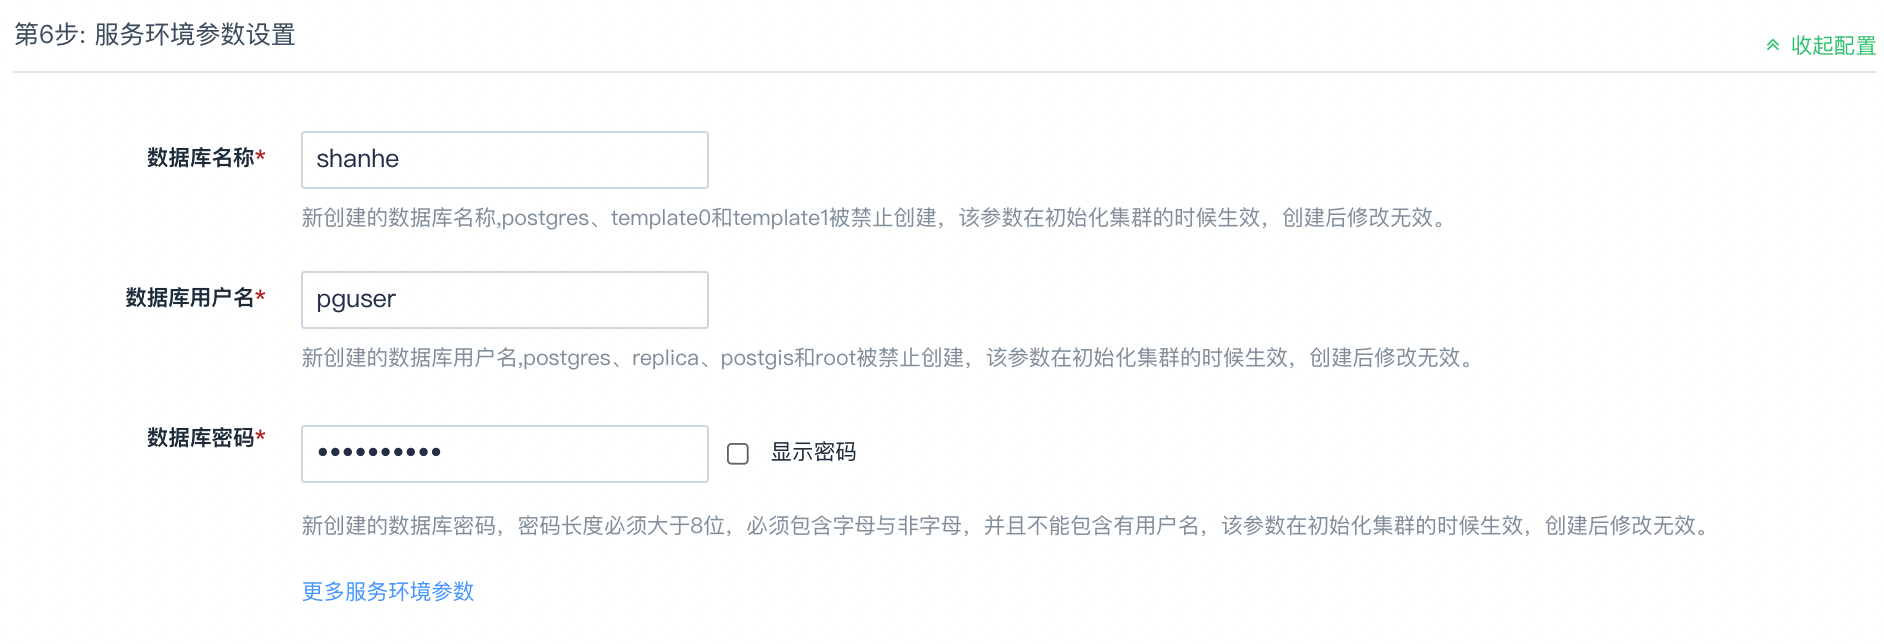 第6步: 服务环境参数设置
收起配置
数据库名称*
shanhe
新创建的数据库名称,postgres、template0和template1被禁止创建，该参数在初始化集群的时候生效，创建后修改无效。
数据库用户名*
pguser
新创建的数据库用户名,postgres、replica、postgis和root被禁止创建，该参数在初始化集群的时候生效，创建后修改无效。
数据库密码*
••••••••••
显示密码
新创建的数据库密码，密码长度必须大于8位，必须包含字母与非字母，并且不能包含有用户名，该参数在初始化集群的时候生效，创建后修改无效。
更多服务环境参数